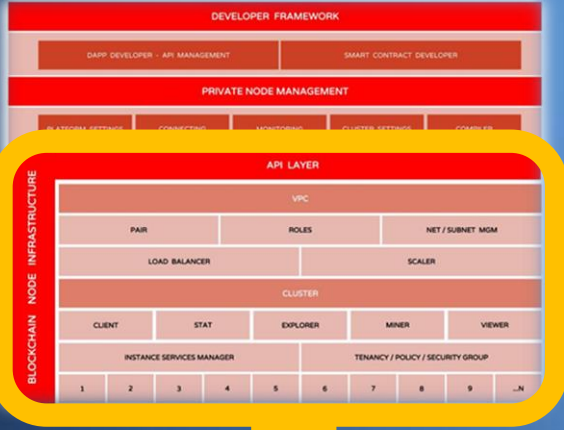 DEVELOPER FRAMEWORK
DAPP DEVELOPER - API MANAGEMENT
SMART CONTRACT DEVELOPER
PRIVATE NODE MANAGEMENT
PLATFORM SETTINGS
CONNECTING
MONITORING
CLUSTER SETTINGS
COMPILER
BLOCKCHAIN NODE INFRASTRUCTURE
API LAYER
VPC
PAIR
ROLES
NET / SUBNET MGM
LOAD BALANCER
SCALER
CLUSTER
CLIENT
STAT
EXPLORER
MINER
VIEWER
INSTANCE SERVICES MANAGER
TENANCY / POLICY / SECURITY GROUP
1 2 3 4 5 6 7 8 9 ...N